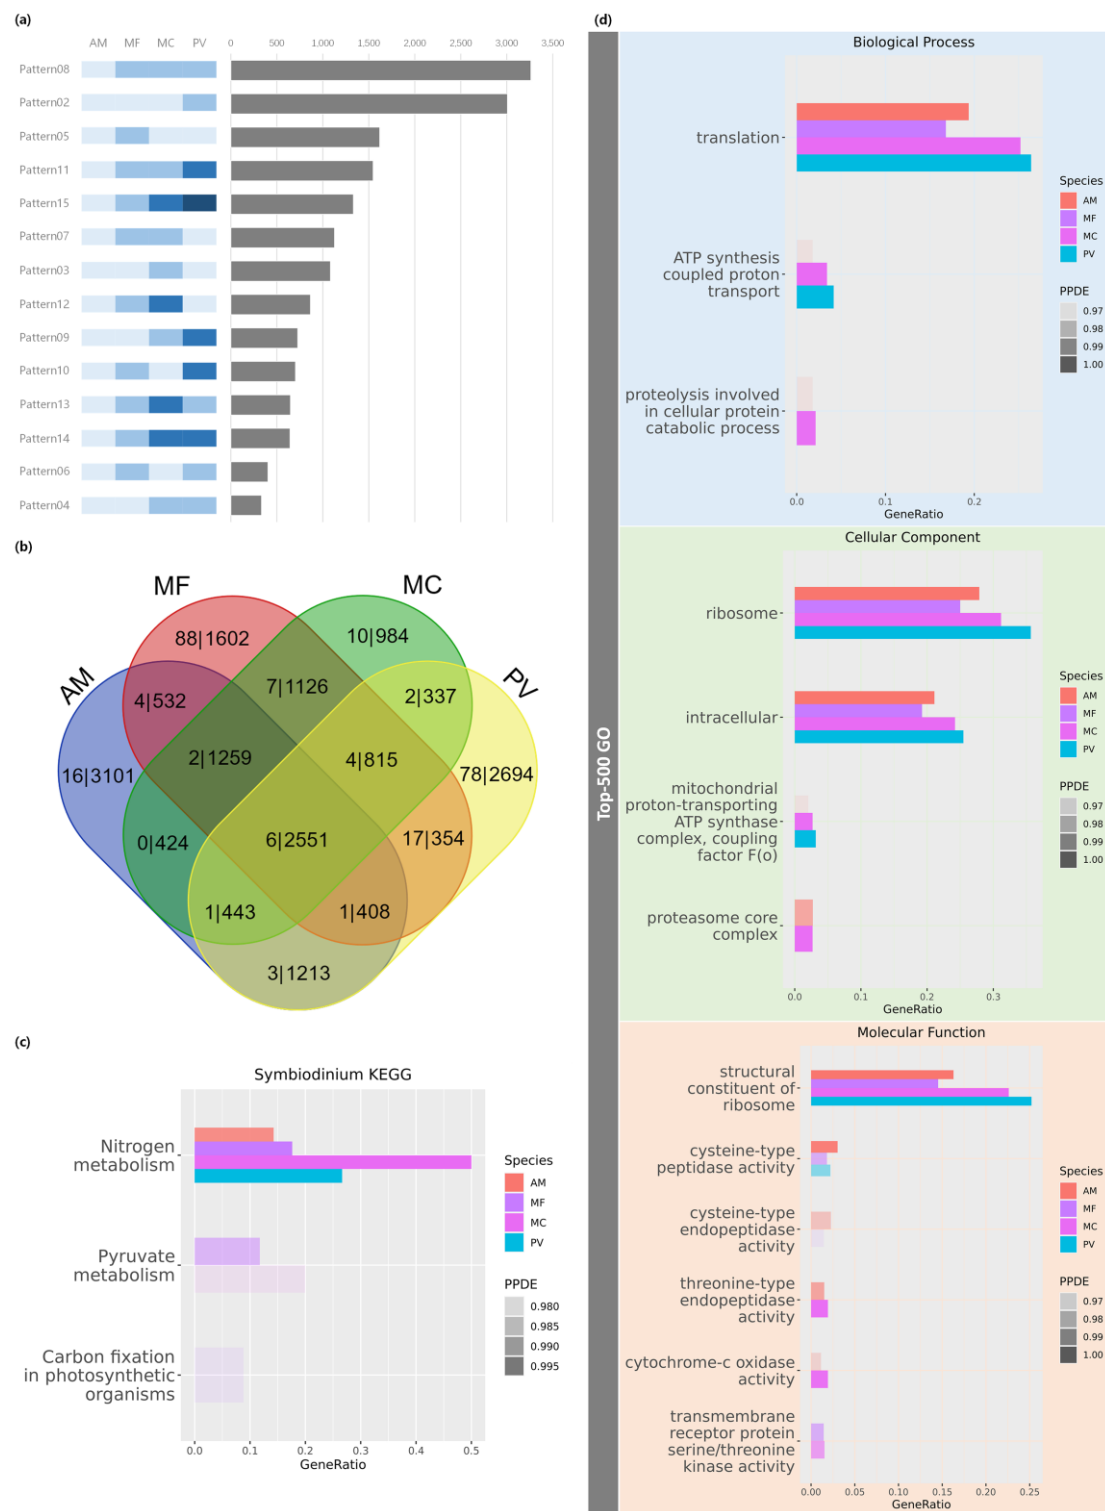 (a)
AM MF MC PV
0 500 1,000 1,500 2,000 2,500 3,000 3,500
Pattern08
Pattern02
Pattern05
Pattern11
Pattern15
Pattern07
Pattern03
Pattern12
Pattern09
Pattern10
Pattern13
Pattern14
Pattern06
Pattern04
(b)
MF
MC
AM
PV
88|1602
10|984
4|532
7|1126
2|337
16|3101
2|1259
4|815
78|2694
0|424
6|2551
17|354
1|443
1|408
3|1213
(c)
Symbiodinium KEGG
Nitrogen
metabolism
Pyruvate
metabolism
Carbon fixation
in photosynthetic
organisms
0.0 0.1 0.2 0.3 0.4 0.5
GeneRatio
Species
AM
MF
MC
PV
PPDE
0.980
0.985
0.990
0.995
(d)
Top-500 GO
Biological Process
translation
ATP synthesis
coupled proton
transport
proteolysis involved
in cellular protein
catabolic process
0.0 0.1 0.2
GeneRatio
Species
AM
MF
MC
PV
PPDE
0.97
0.98
0.99
1.00
Cellular Component
ribosome
intracellular
mitochondrial
proton-transporting
ATP synthase
complex, coupling
factor F(o)
proteasome core
complex
0.0 0.1 0.2 0.3
GeneRatio
Species
AM
MF
MC
PV
PPDE
0.97
0.98
0.99
1.00
Molecular Function
structural
constituent of
ribosome
cysteine-type
peptidase activity
cysteine-type
endopeptidase
activity
threonine-type
endopeptidase
activity
cytochrome-c oxidase
activity
transmembrane
receptor protein
serine/threonine
kinase activity
0.00 0.05 0.10 0.15 0.20 0.25
GeneRatio
Species
AM
MF
MC
PV
PPDE
0.97
0.98
0.99
1.00